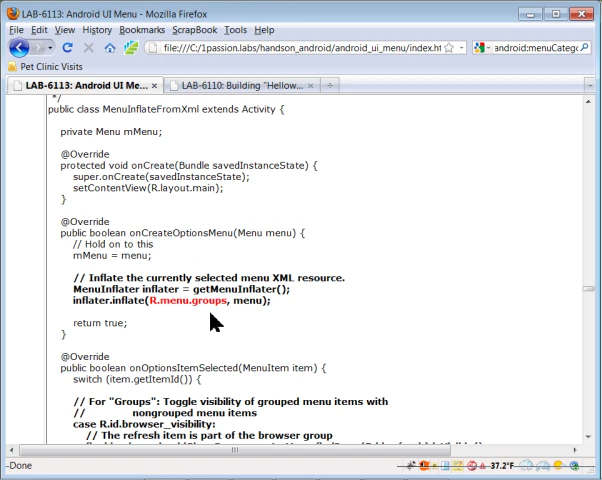 LAB-6113: Android UI Menu - Mozilla Firefox
File Edit View History Bookmarks ScrapBook Tools Help
file:///C:/1passion.labs/handson_android/android_ui_menu/index.ht
android:menuCateg
Pet Clinic Visits
LAB-6113: Android UI Me... × LAB-6110: Building "Hellow... ×
*/
public class MenuInflateFromXml extends Activity {
private Menu mMenu;
@Override
protected void onCreate(Bundle savedInstanceState) {
super.onCreate(savedInstanceState);
setContentView(R.layout.main);
}
@Override
public boolean onCreateOptionsMenu(Menu menu) {
// Hold on to this
mMenu = menu;
// Inflate the currently selected menu XML resource.
MenuInflater inflater = getMenuInflater();
inflater.inflate(R.menu.groups, menu);
return true;
}
@Override
public boolean onOptionsItemSelected(MenuItem item) {
switch (item.getItemId()) {
// For "Groups": Toggle visibility of grouped menu items with
// nongrouped menu items
case R.id.browser_visibility:
// The refresh item is part of the browser group
Done
37.2°F